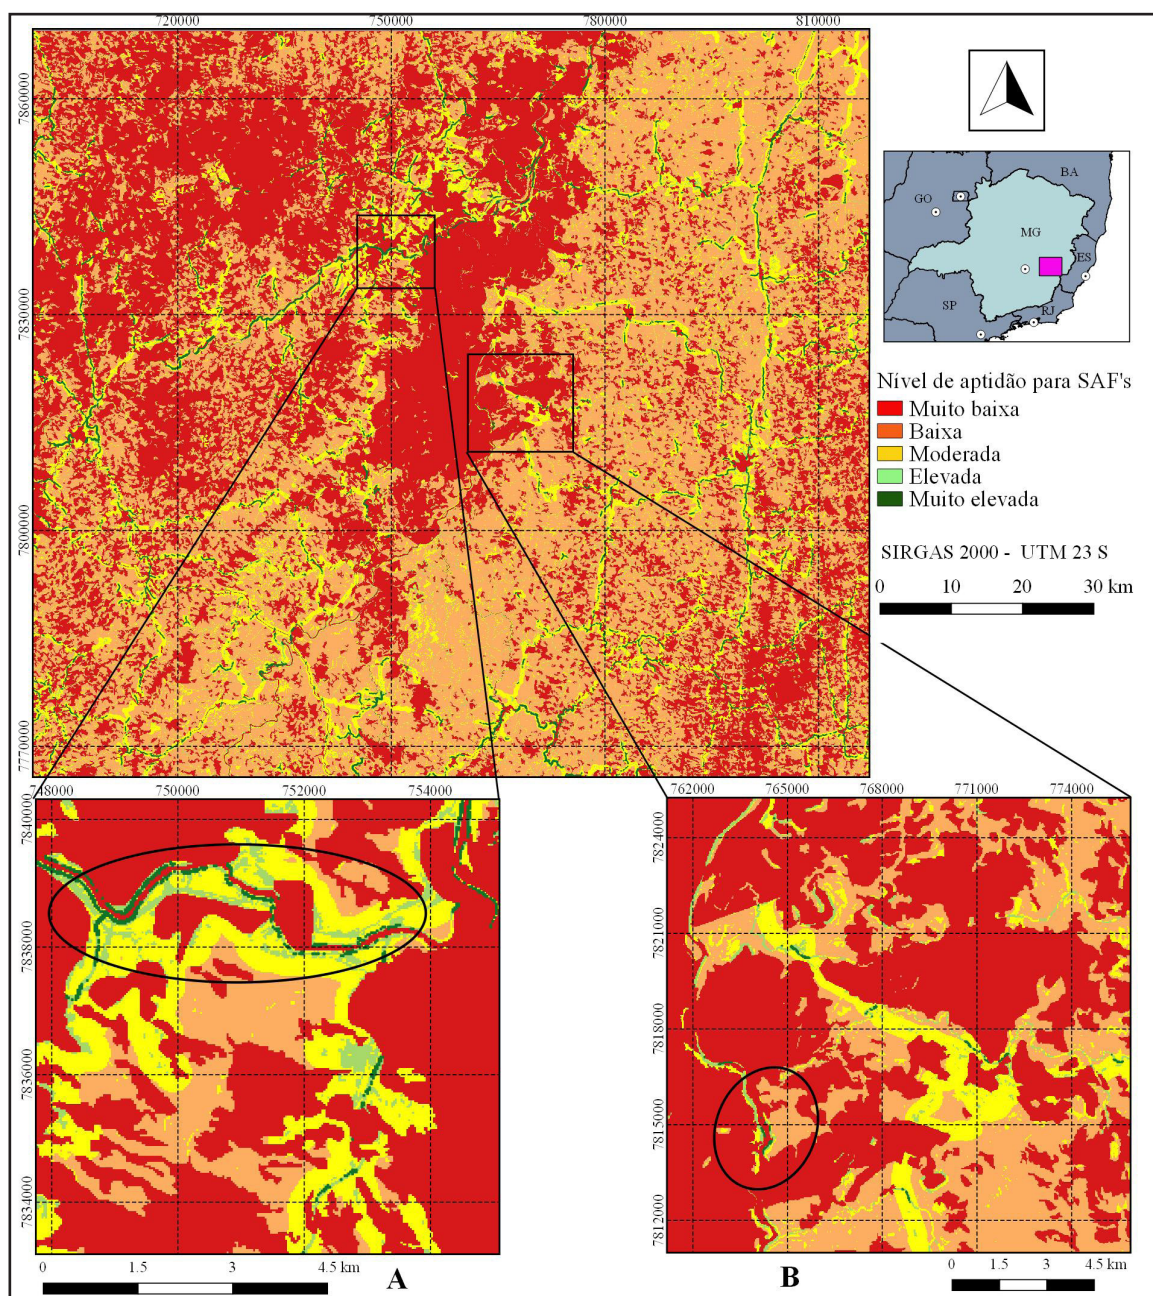 720000
750000
780000
810000
7860000
7830000
7800000
7770000
BA
GO
MG
ES
SP
RJ
Nível de aptidão para SAF's
Muito baixa
Baixa
Moderada
Elevada
Muito elevada
SIRGAS 2000 - UTM 23 S
0 10 20 30 km
748000
750000
752000
754000
7840000
7838000
7836000
7834000
0 1.5 3 4.5 km
A
762000
765000
768000
771000
774000
7824000
7821000
7818000
7815000
7812000
B
0 1.5 3 4.5 km